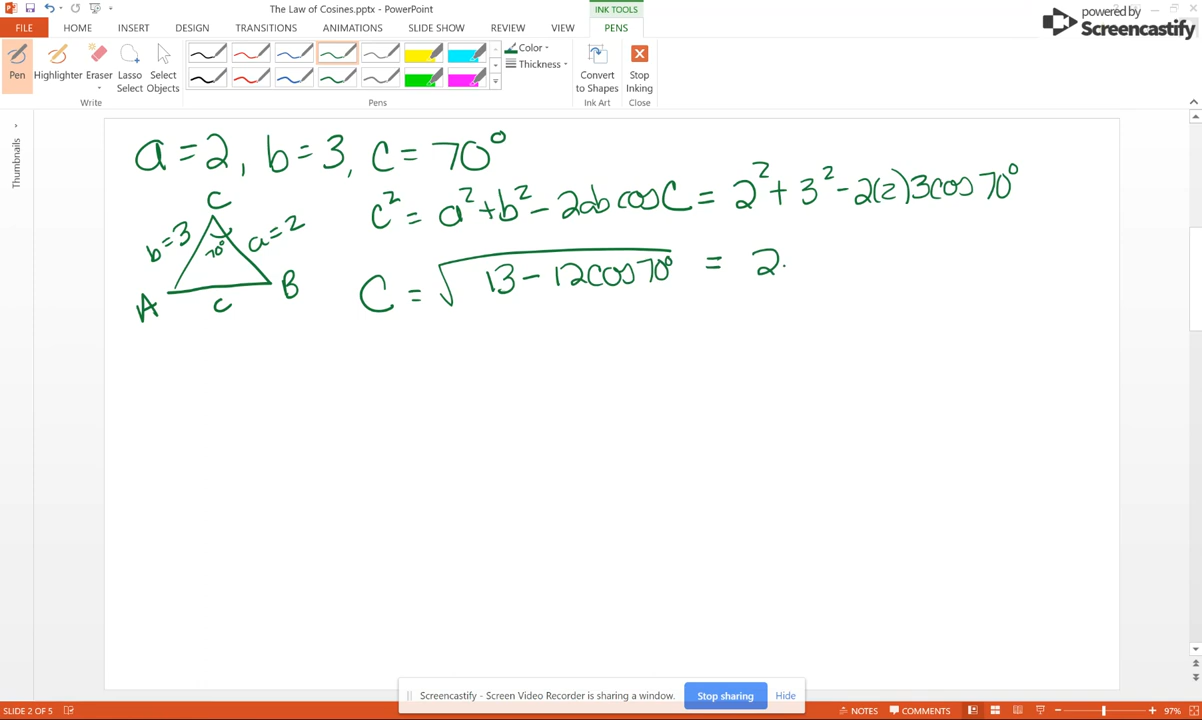 The Law of Cosines.pptx - PowerPoint
INK TOOLS
powered by
Screencastify
FILE HOME INSERT DESIGN TRANSITIONS ANIMATIONS SLIDE SHOW REVIEW VIEW PENS
Pen Highlighter Eraser Lasso Select Select Objects
Color
Thickness
Convert to Shapes
Stop Inking
Write Pens Ink Art Close
Thumbnails
a = 2, b = 3, c = 70°
c² = a² + b² - 2ab cos C = 2² + 3² - 2(2)3cos 70°
C
b=3 70° a=2
A c B
C = √13 - 12cos70° = 2.
Screencastify - Screen Video Recorder is sharing a window. Stop sharing Hide
SLIDE 2 OF 5 NOTES COMMENTS 97%